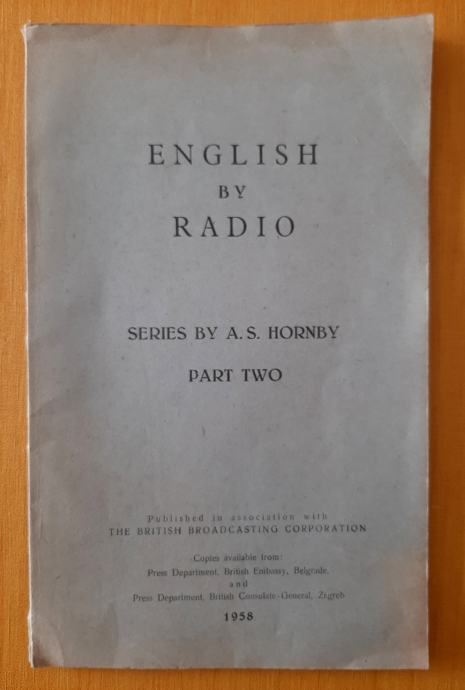 ENGLISH
BY
RADIO
SERIES BY A. S. HORNBY
PART TWO
Published in association with
THE BRITISH BROADCASTING CORPORATION
Copies available from:
Press Department, British Embassy, Belgrade,
and
Press Department, British Consulate-General, Zagreb
1958